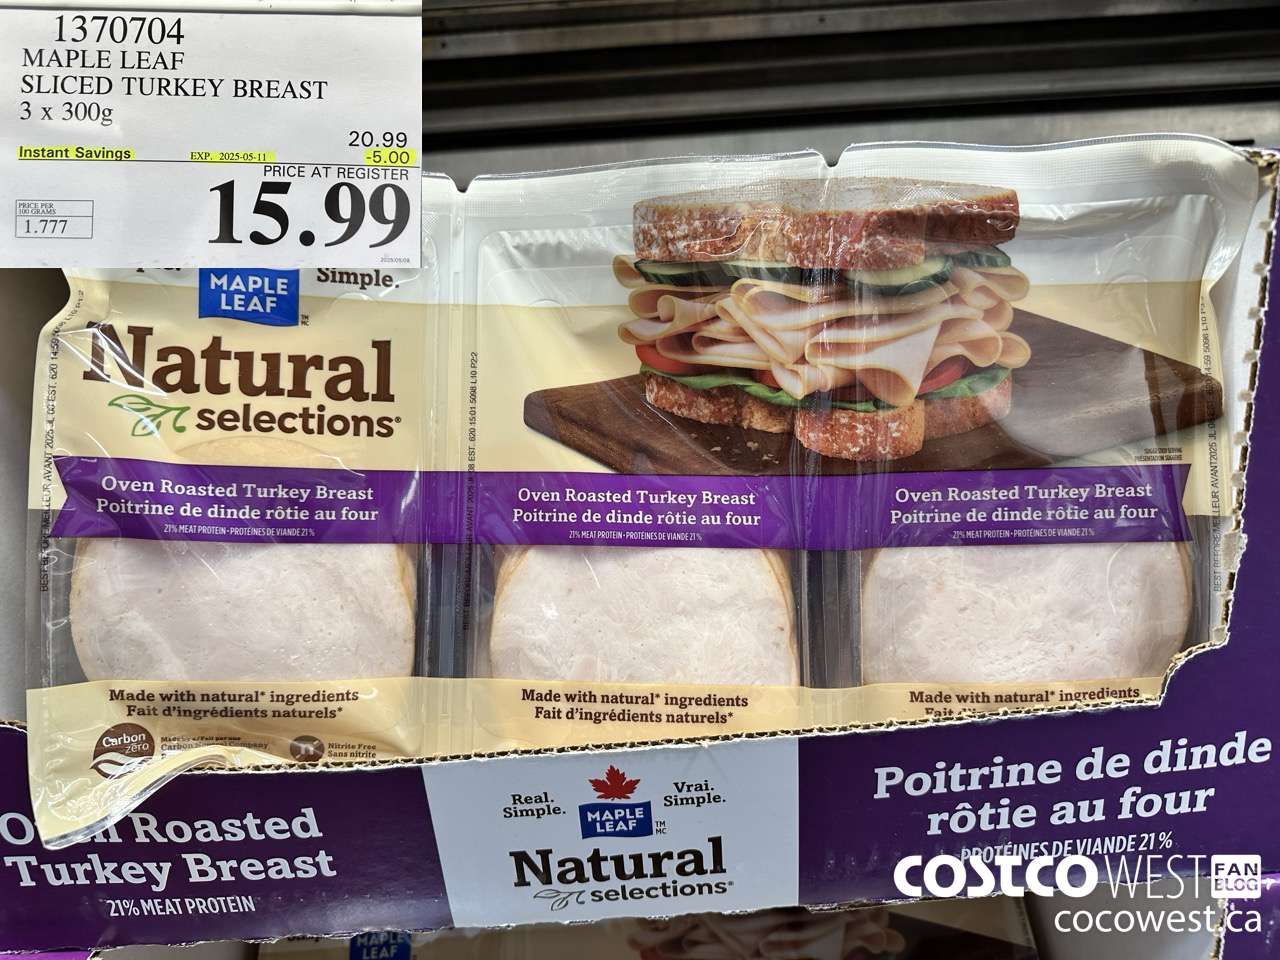 1370704
MAPLE LEAF
SLICED TURKEY BREAST
3 x 300g
20.99
Instant Savings EXP. 2025-05-11 -5.00
PRICE AT REGISTER
15.99
PRICE PER
100 GRAMS
1.777
Simple.
MAPLE
LEAF
Natural
selections®
Oven Roasted Turkey Breast
Poitrine de dinde rôtie au four
21% MEAT PROTEIN • PROTÉINES DE VIANDE 21%
Oven Roasted Turkey Breast
Poitrine de dinde rôtie au four
21% MEAT PROTEIN • PROTÉINES DE VIANDE 21%
Oven Roasted Turkey Breast
Poitrine de dinde rôtie au four
21% MEAT PROTEIN • PROTÉINES DE VIANDE 21%
Made with natural* ingredients
Fait d'ingrédients naturels*
Made with natural* ingredients
Fait d'ingrédients naturels*
Made with natural* ingredients
Carbon
zero
Nitrite Free
Sans nitrite
Roasted
Turkey Breast
21% MEAT PROTEIN
Real.
Simple.
MAPLE
LEAF
TM
MC
Vrai.
Simple.
Natural
selections®
Poitrine de dinde
rôtie au four
PROTÉINES DE VIANDE 21%
COSTCO WEST FAN BLOG
cocowest.ca
MAPLE
LEAF